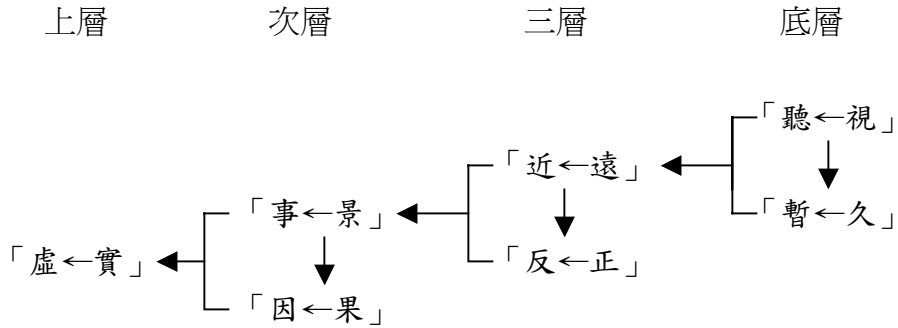 上層 次層 三層 底層
「聽←視」
「近←遠」
「事←景」 「暫←久」
「虛←實」 「反←正」
「因←果」